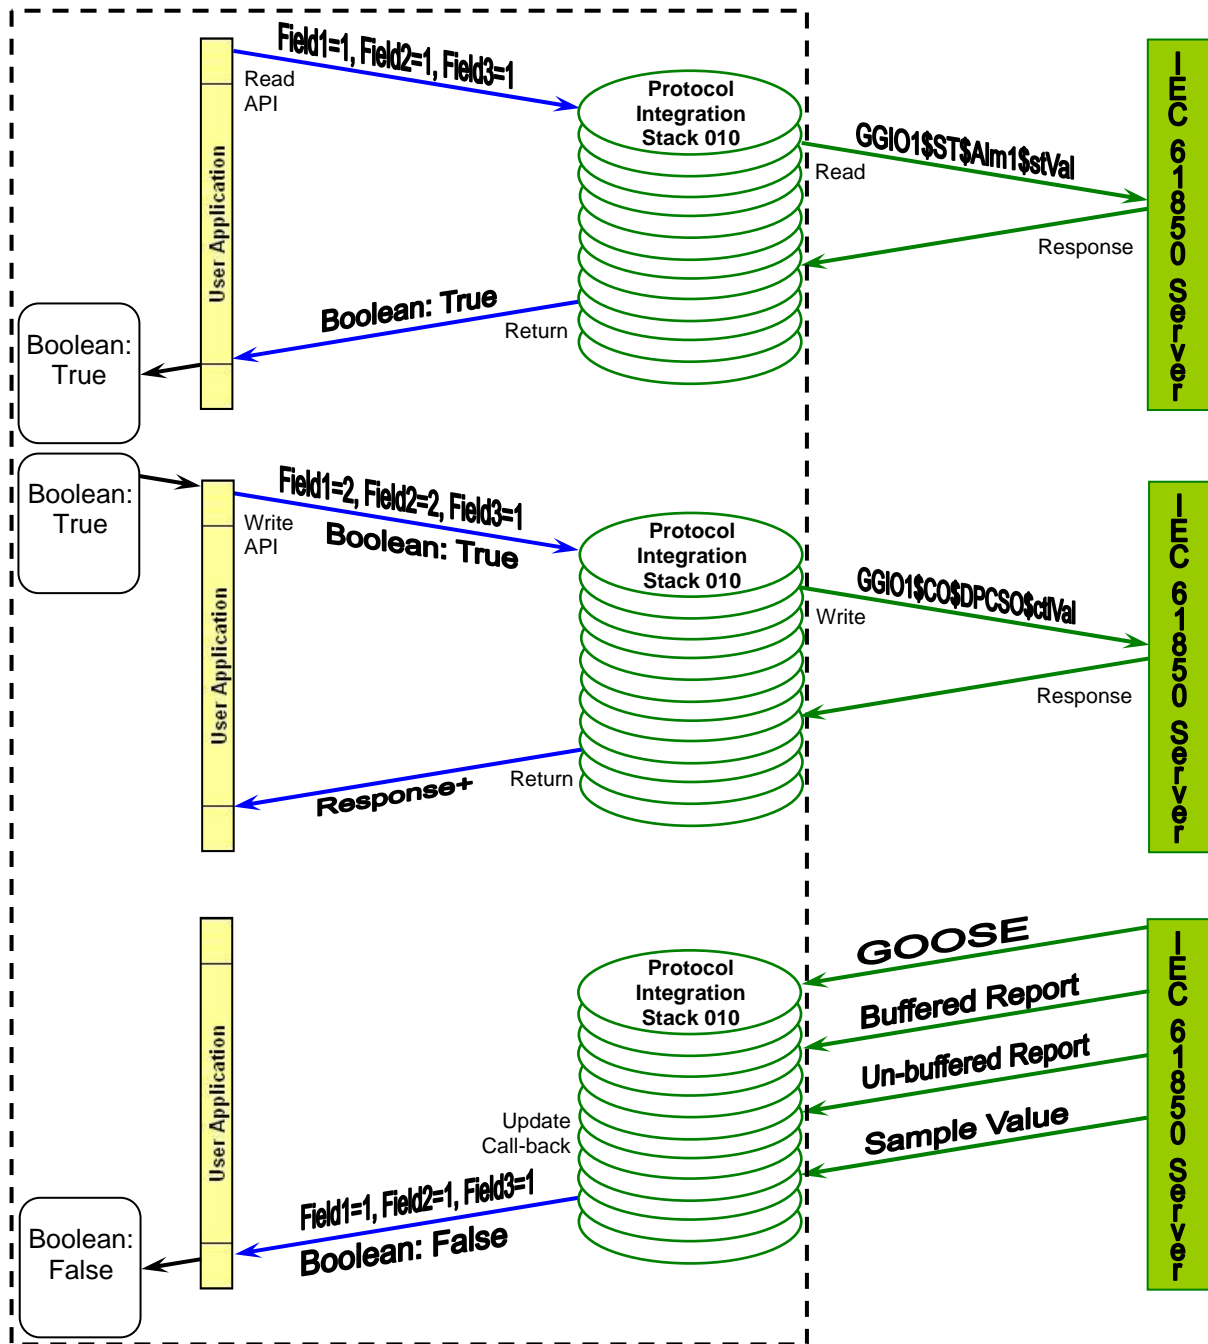 Field1=1, Field2=1, Field3=1
Read
API
User Application
Protocol
Integration
Stack 010
GGIO1$ST$Alm1$stVal
Read
Response
IEC 61850 Server
Boolean: True
Return
Boolean:
True
Boolean:
True
Field1=2, Field2=2, Field3=1
Write
API
Boolean: True
User Application
Protocol
Integration
Stack 010
GGIO1$CO$DPCSO$ctlVal
Write
Response
IEC 61850 Server
Response+
Return
User Application
Protocol
Integration
Stack 010
GOOSE
Buffered Report
Un-buffered Report
Sample Value
IEC 61850 Server
Update
Call-back
Field1=1, Field2=1, Field3=1
Boolean: False
Boolean:
False